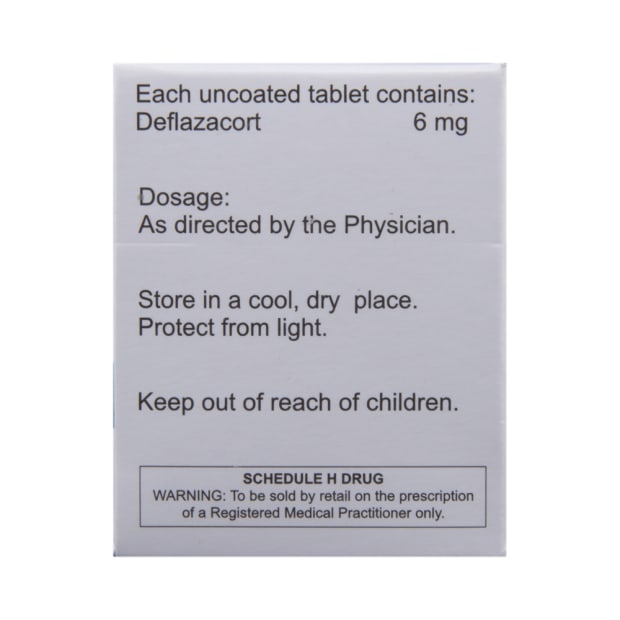 Each uncoated tablet contains:
Deflazacort 6 mg
Dosage:
As directed by the Physician.
Store in a cool, dry place.
Protect from light.
Keep out of reach of children.
SCHEDULE H DRUG
WARNING: To be sold by retail on the prescription
of a Registered Medical Practitioner only.